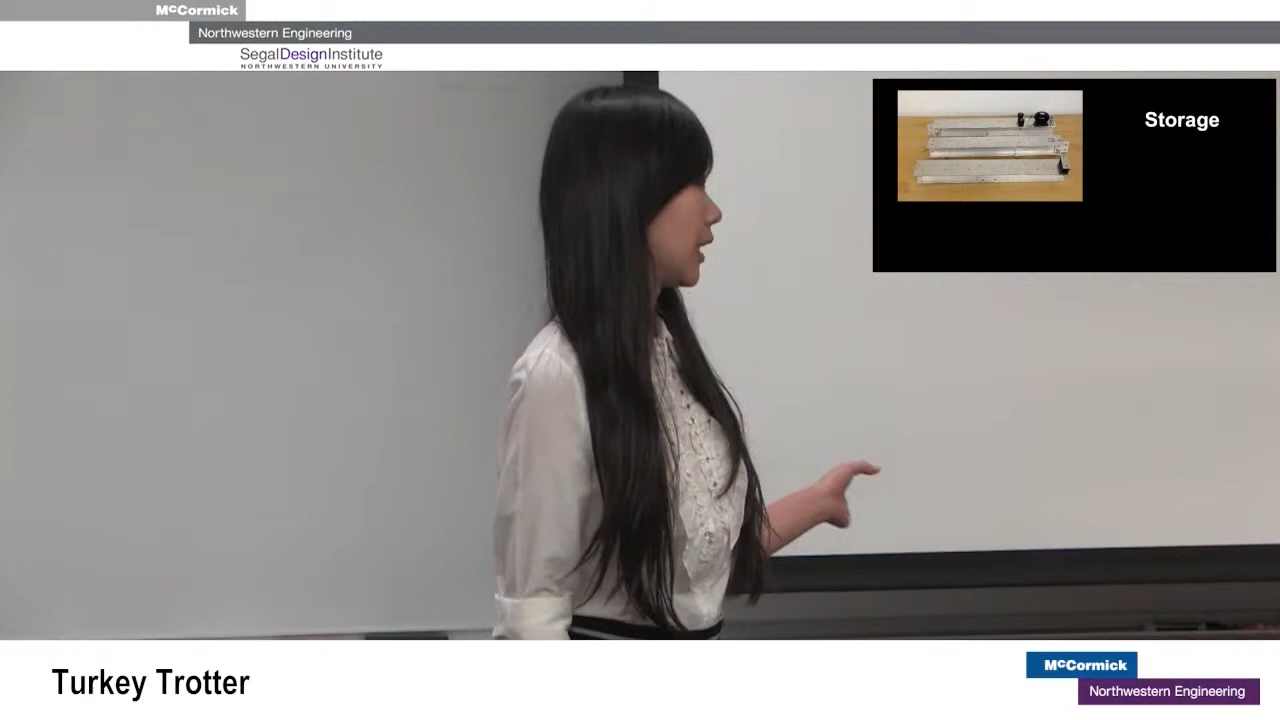 McCormick
Northwestern Engineering
SegalDesignInstitute
NORTHWESTERN UNIVERSITY
Storage
Turkey Trotter
McCormick
Northwestern Engineering